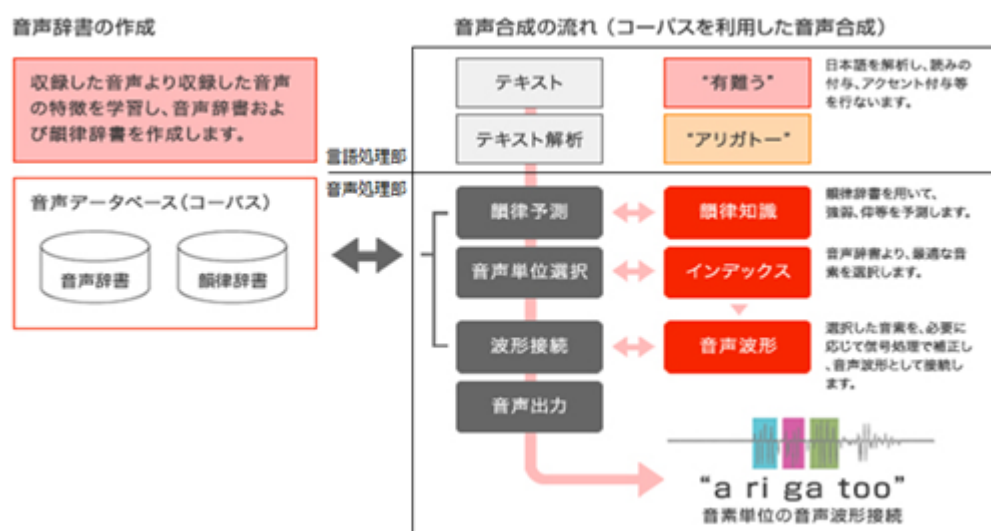 音声辞書の作成
収録した音声より収録した音声
の特徴を学習し、音声辞書およ
び韻律辞書を作成します。
音声データベース(コーパス)
音声辞書
韻律辞書
音声合成の流れ(コーパスを利用した音声合成)
テキスト
“有難う”
日本語を解析し、読みの
付与、アクセント付与等
を行ないます。
テキスト解析
“アリガトー”
言語処理部
音声処理部
韻律予測
韻律知識
韻律辞書を用いて、
強弱、仰等を予測します。
音声単位選択
インデックス
音声辞書より、最適な音
素を選択します。
波形接続
音声波形
選択した音素を、必要に
応じて信号処理で補正し
、音声波形として接続し
ます。
音声出力
“a ri ga too”
音素単位の音声波形接続